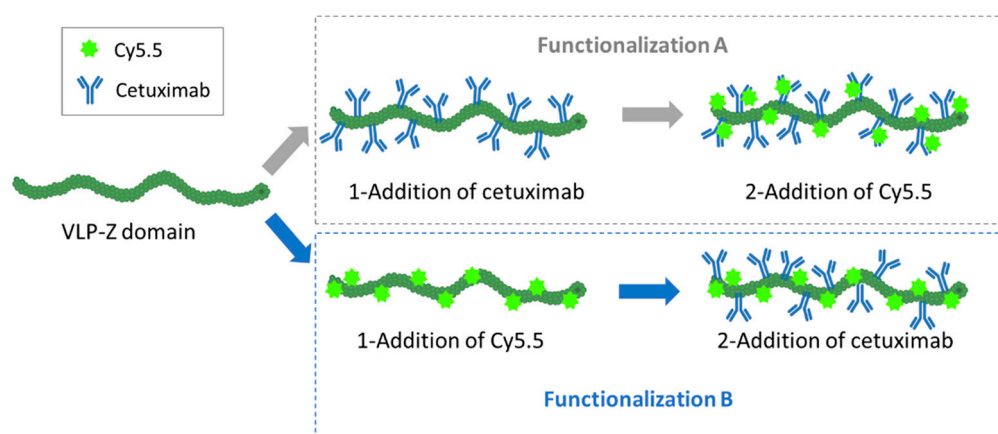 Cy5.5
Cetuximab
VLP-Z domain
Functionalization A
1-Addition of cetuximab
2-Addition of Cy5.5
1-Addition of Cy5.5
2-Addition of cetuximab
Functionalization B